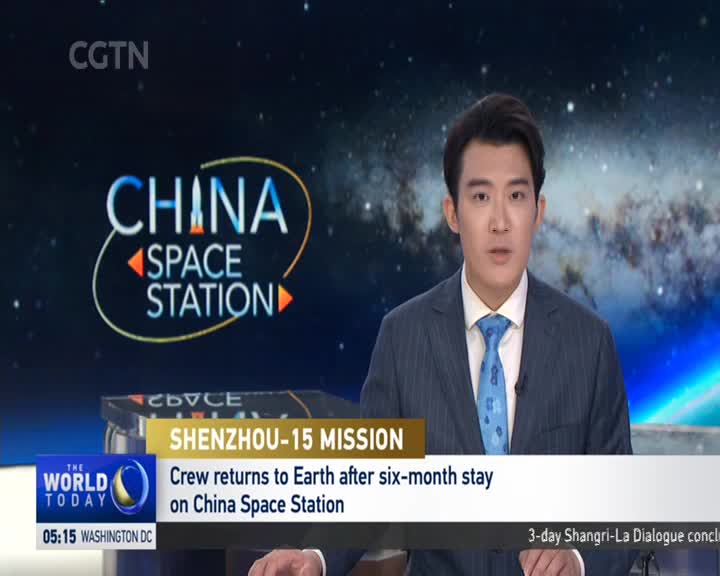 CGTN
CHINA
SPACE
STATION
SPACE
SHENZHOU-15 MISSION
Crew returns to Earth after six-month stay
on China Space Station
THE
WORLD
TODAY
05:15 WASHINGTON DC
3-day Shangri-La Dialogue